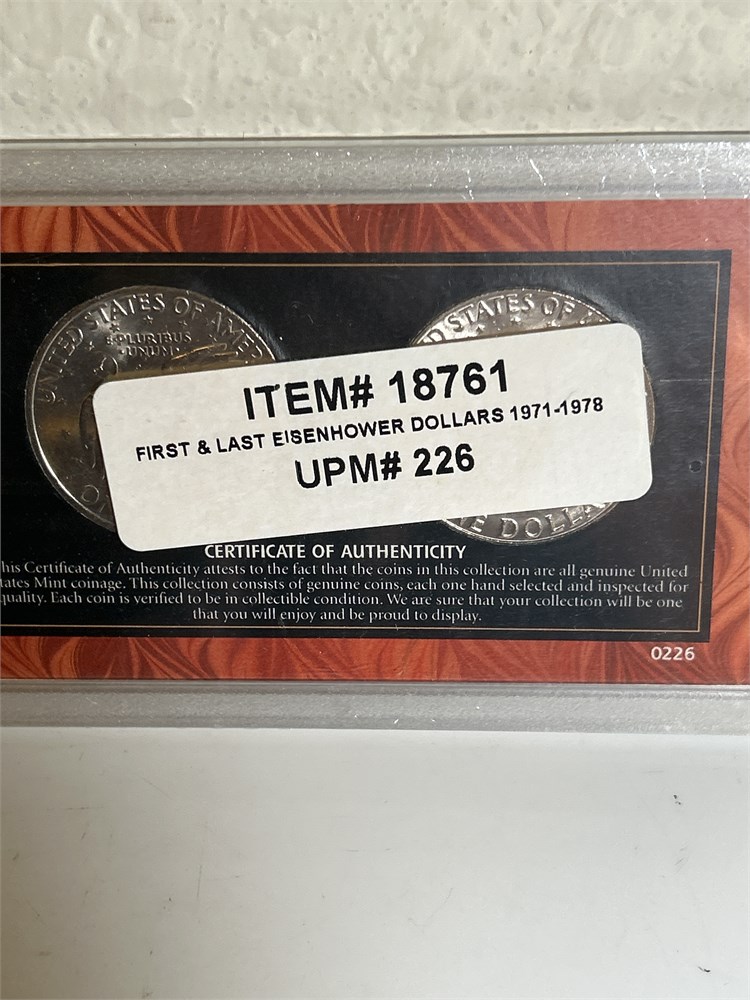 UNITED STATES OF AMER
E PLURIBUS
UNUM
D STATES OF
ITEM# 18761
FIRST & LAST EISENHOWER DOLLARS 1971-1978
UPM# 226
DOLLA
CERTIFICATE OF AUTHENTICITY
his Certificate of Authenticity attests to the fact that the coins in this collection are all genuine United
tates Mint coinage. This collection consists of genuine coins, each one hand selected and inspected for
quality. Each coin is verified to be in collectible condition. We are sure that your collection will be one
that you will enjoy and be proud to display.
0226